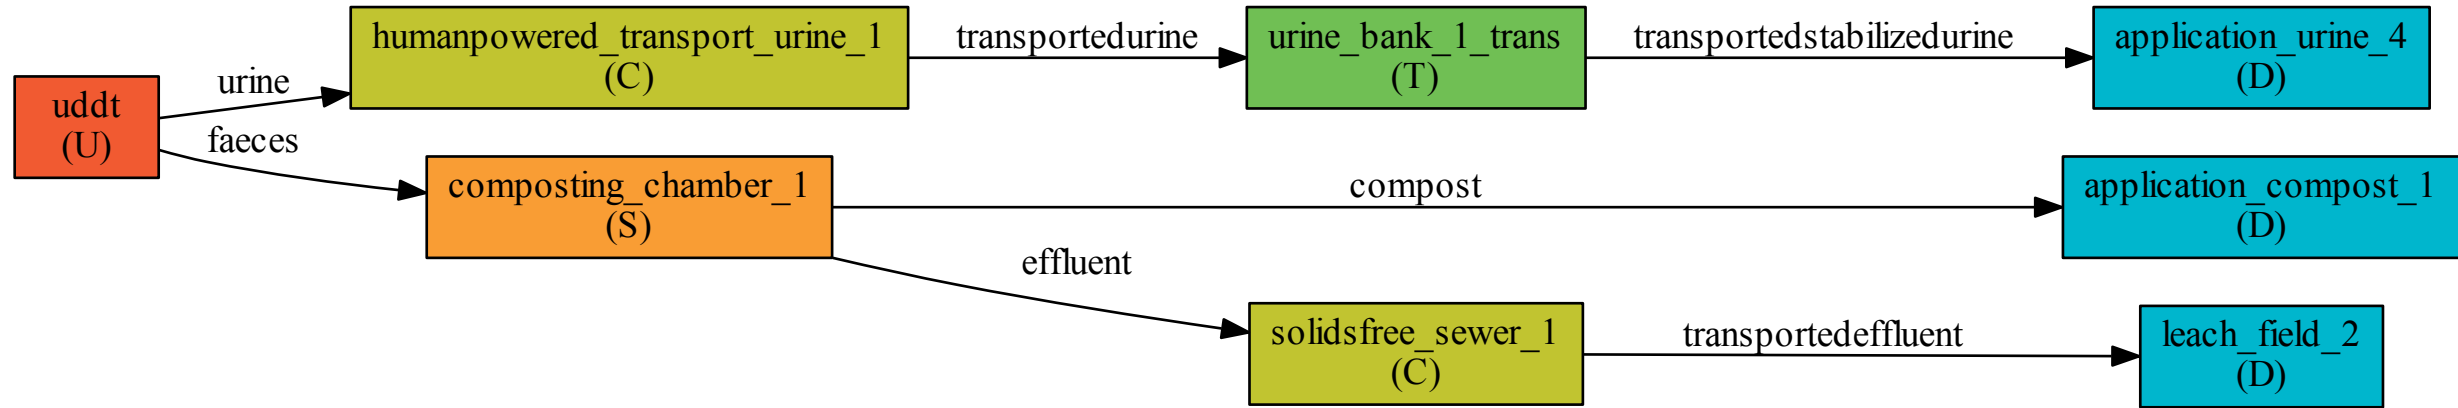 uddt
(U)
urine
faeces
humanpowered_transport_urine_1
(C)
transportedurine
urine_bank_1_trans
(T)
transportedstabilizedurine
application_urine_4
(D)
composting_chamber_1
(S)
compost
application_compost_1
(D)
effluent
solidsfree_sewer_1
(C)
transportedeffluent
leach_field_2
(D)